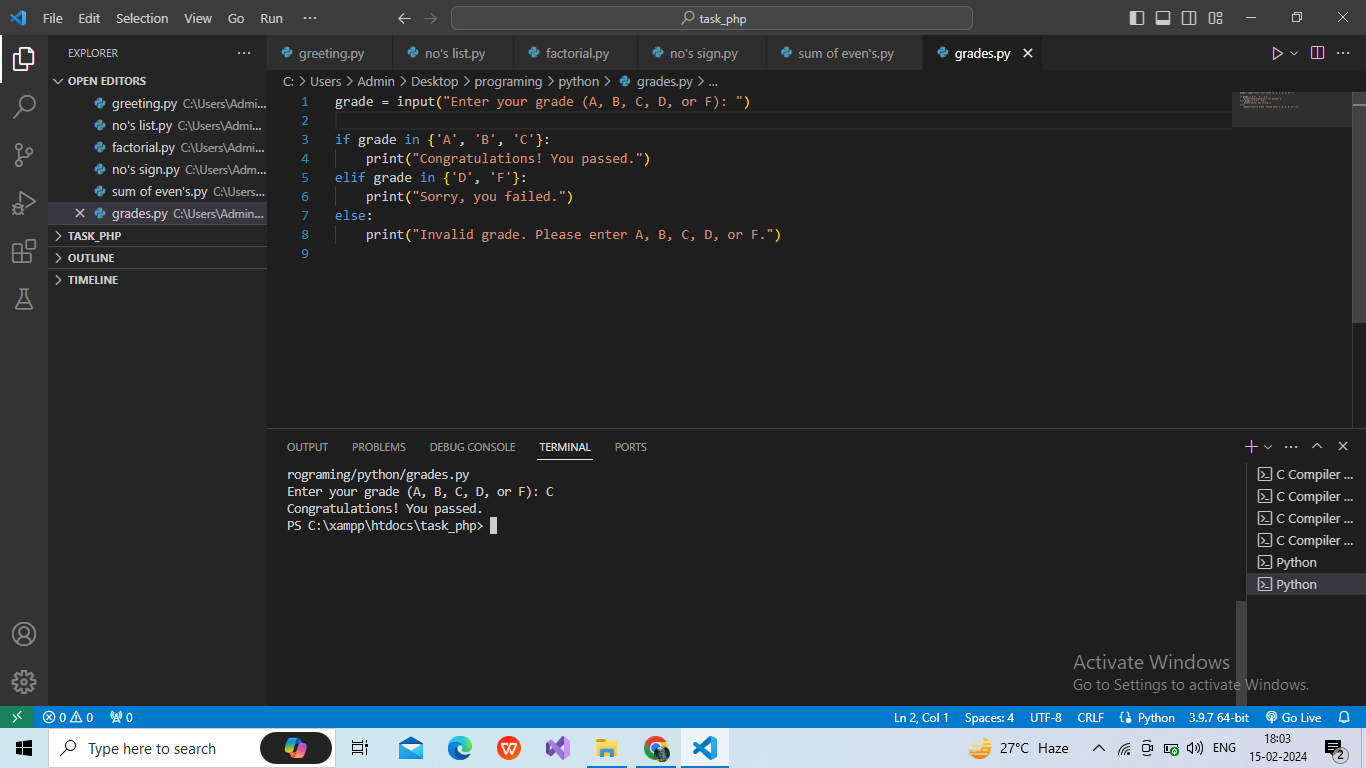 File Edit Selection View Go Run ···
task_php
EXPLORER ···
OPEN EDITORS
greeting.py C:\Users\Admi...
no's list.py C:\Users\Admi...
factorial.py C:\Users\Adm...
no's sign.py C:\Users\Adm...
sum of even's.py C:\Users...
grades.py C:\Users\Admin...
TASK_PHP
OUTLINE
TIMELINE
greeting.py no's list.py factorial.py no's sign.py sum of even's.py grades.py
C: > Users > Admin > Desktop > programing > python > grades.py > ...
1 grade = input("Enter your grade (A, B, C, D, or F): ")
2
3 if grade in {'A', 'B', 'C'}:
4     print("Congratulations! You passed.")
5 elif grade in {'D', 'F'}:
6     print("Sorry, you failed.")
7 else:
8     print("Invalid grade. Please enter A, B, C, D, or F.")
9
OUTPUT PROBLEMS DEBUG CONSOLE TERMINAL PORTS
rograming/python/grades.py
Enter your grade (A, B, C, D, or F): C
Congratulations! You passed.
PS C:\xampp\htdocs\task_php>
C Compiler ...
C Compiler ...
C Compiler ...
C Compiler ...
Python
Python
Activate Windows
Go to Settings to activate Windows.
0 0 0 Ln 2, Col 1 Spaces: 4 UTF-8 CRLF Python 3.9.7 64-bit Go Live
Type here to search
27°C Haze ENG
18:03
15-02-2024
2